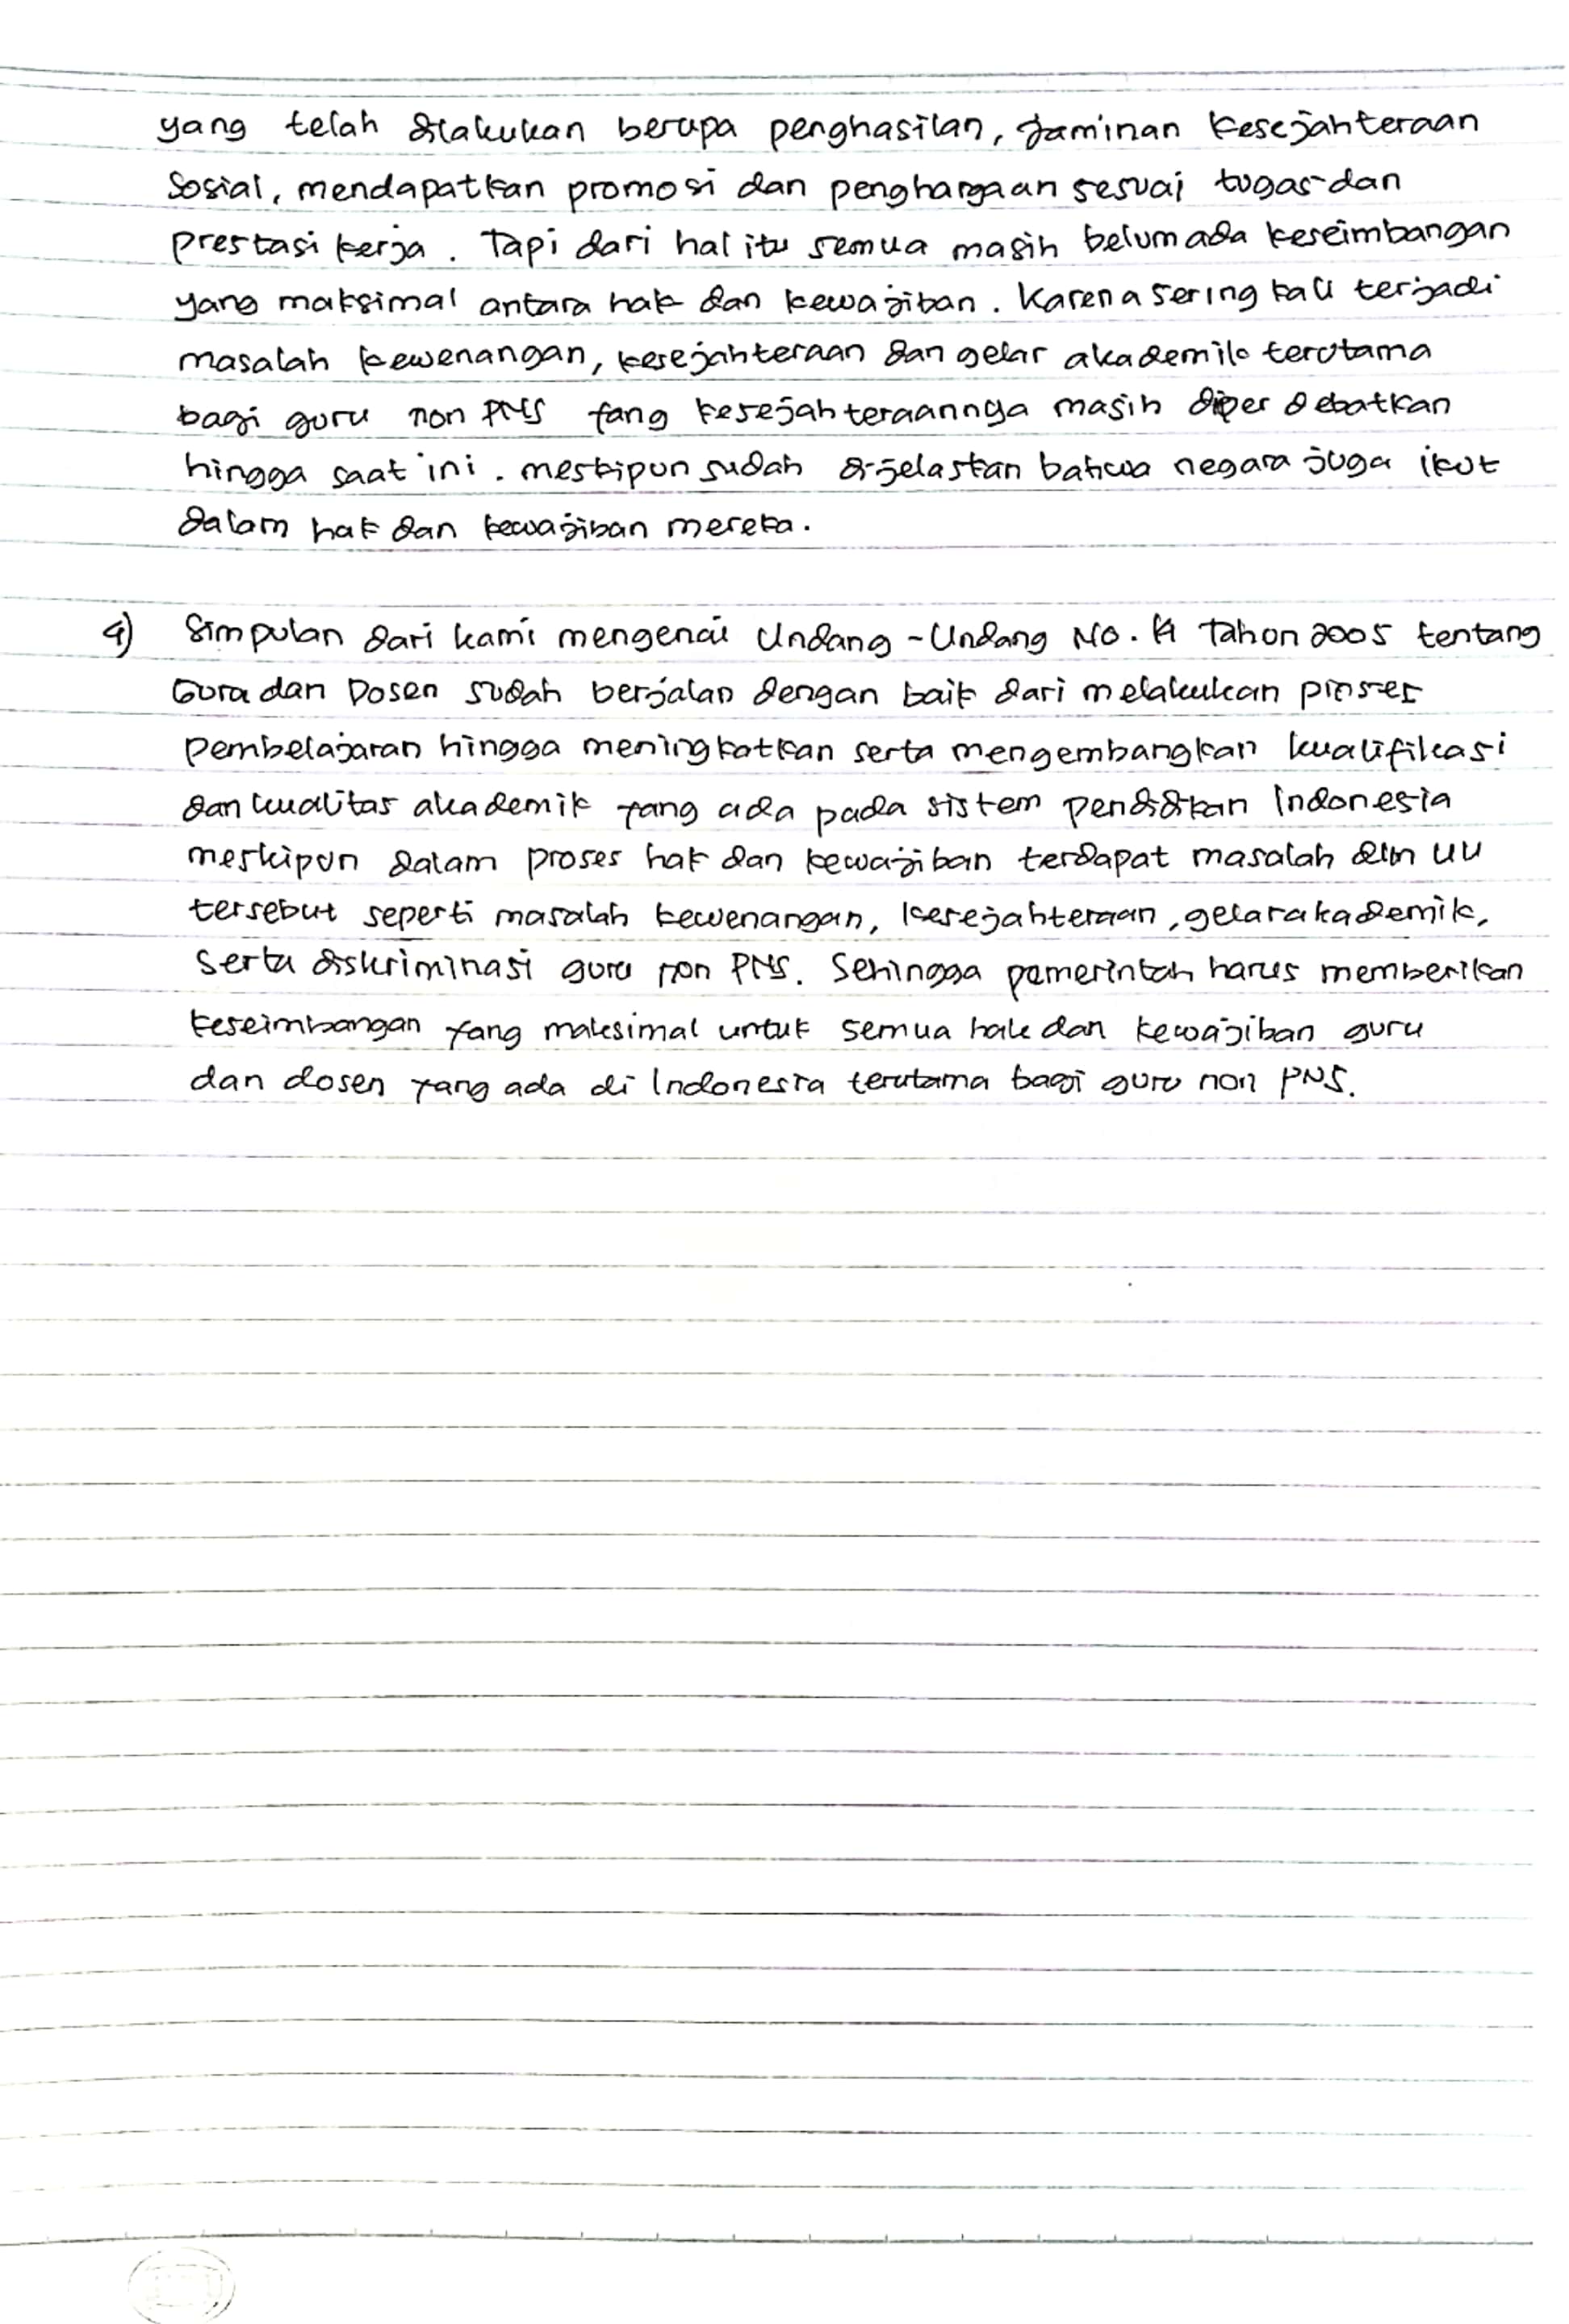 yang telah dilakukan berupa penghasilan, jaminan kesejahteraan
sosial, mendapatkan promosi dan penghargaan sesuai tugas dan
prestasi kerja. Tapi dari hal itu semua masih belum ada keseimbangan
yang maksimal antara hak dan kewajiban. Karena sering kali terjadi
masalah kewenangan, kesejahteraan dan gelar akademik terutama
bagi guru non PNS yang kesejahteraannya masih diperdebatkan
hingga saat ini. meskipun sudah dijelaskan bahwa negara juga ikut
dalam hak dan kewajiban mereka.
4) Simpulan dari kami mengenai Undang-Undang No. 14 Tahun 2005 tentang
Guru dan Dosen sudah berjalan dengan baik dari melakukan proses
pembelajaran hingga meningkatkan serta mengembangkan kualifikasi
dan kualitas akademik yang ada pada sistem pendidikan Indonesia
meskipun dalam proses hak dan kewajiban terdapat masalah dlm UU
tersebut seperti masalah kewenangan, kesejahteraan, gelar akademik,
serta diskriminasi guru non PNS. Sehingga pemerintah harus memberikan
keseimbangan yang maksimal untuk semua hak dan kewajiban guru
dan dosen yang ada di Indonesia terutama bagi guru non PNS.